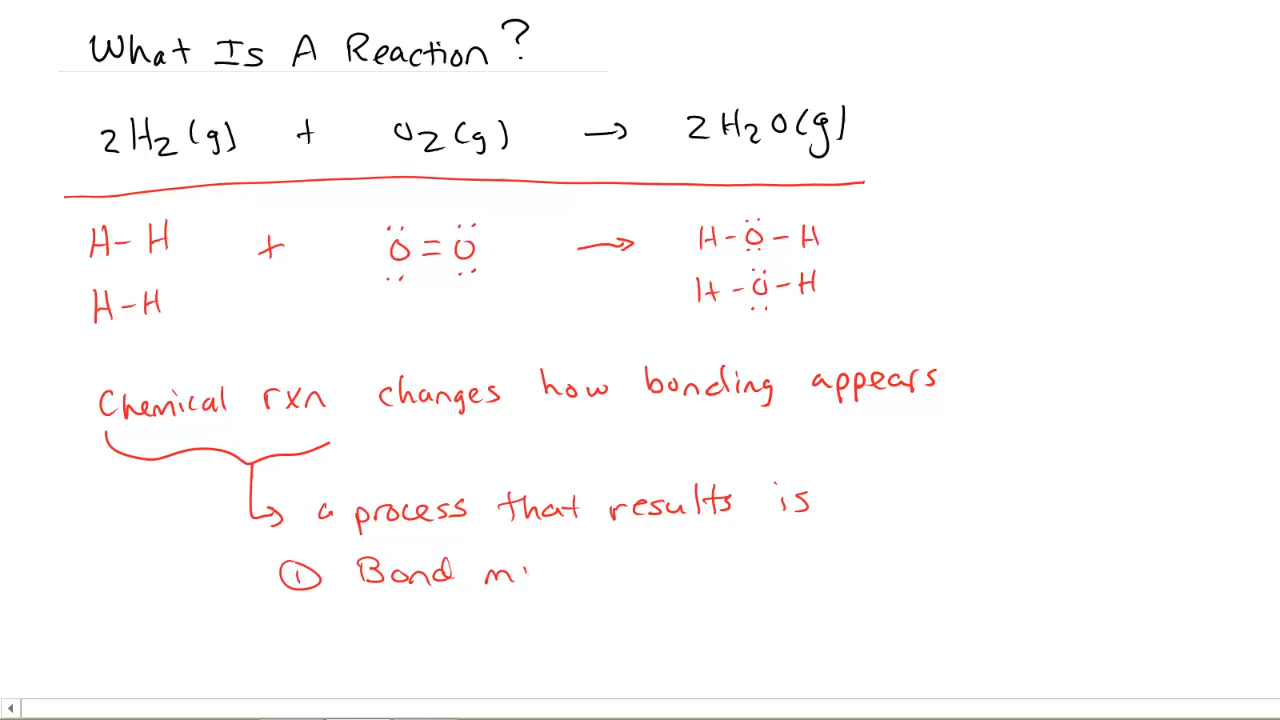 What Is A Reaction?
2H₂(g) + O₂(g) → 2H₂O(g)
H-H + Ö=Ö → H-Ö-H
H-H H-Ö-H
Chemical rxn changes how bonding appears
↳ a process that results is
① Bond m